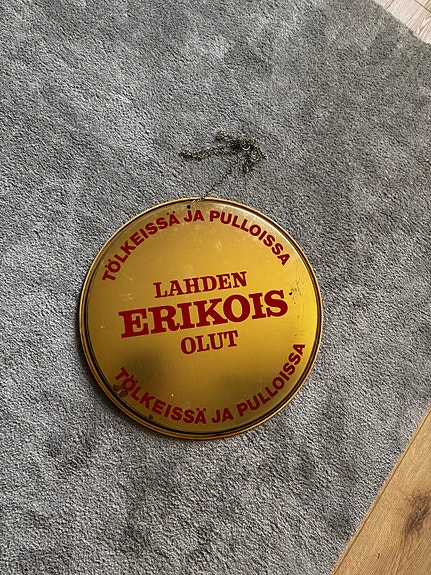 TÖLKEISSÄ JA PULLOISSA
LAHDEN
ERIKOIS
OLUT
TÖLKEISSÄ JA PULLOISSA